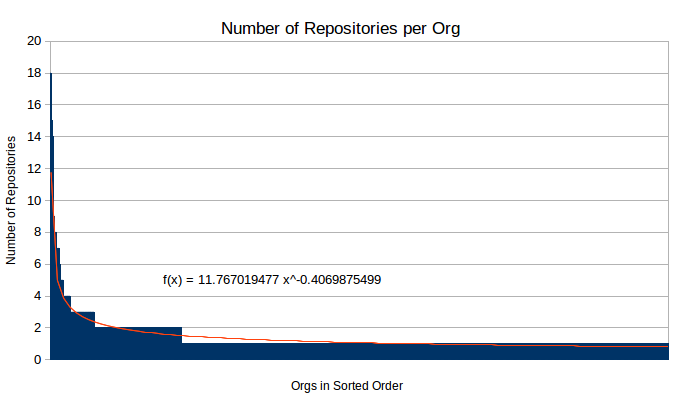 Number of Repositories per Org
20
18
16
14
12
10
8
6
4
2
0
Number of Repositories
f(x) = 11.767019477 x^-0.4069875499
Orgs in Sorted Order